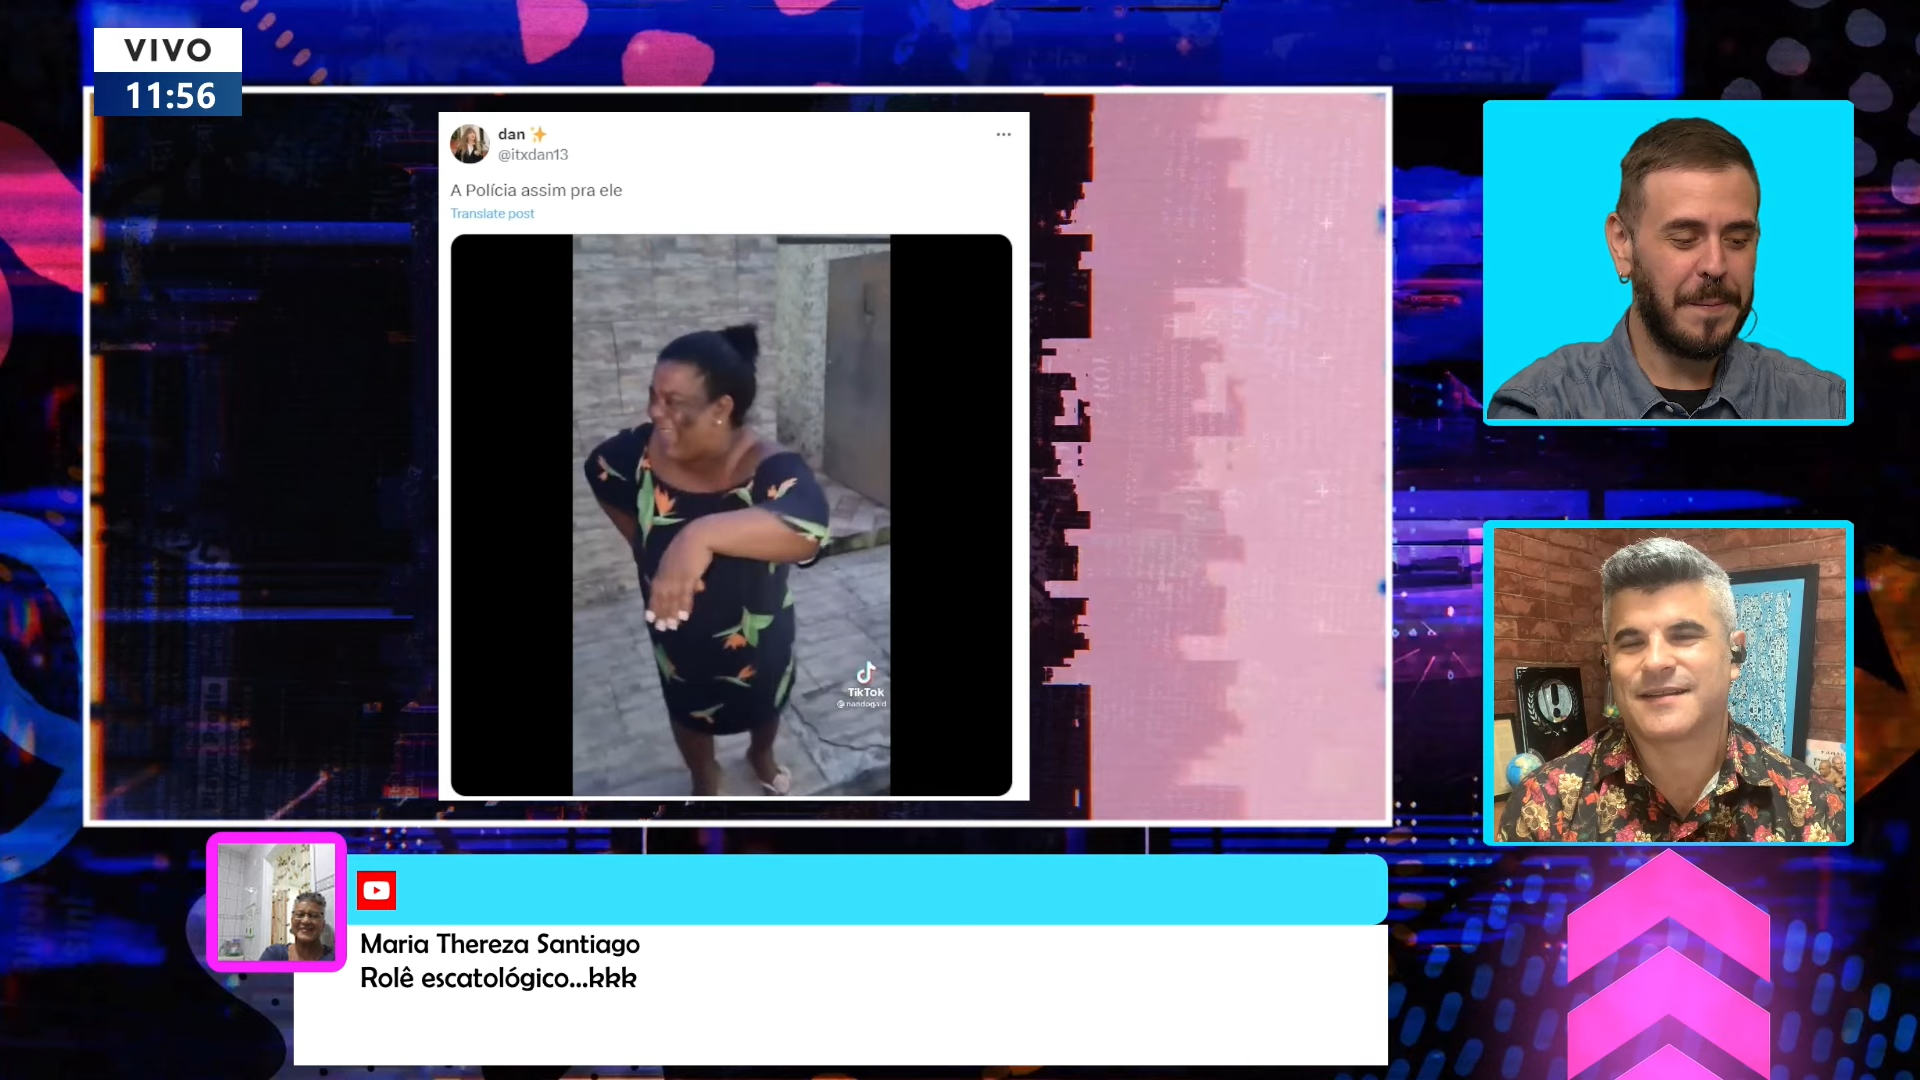 VIVO
11:56
dan
@itxdan13
A Polícia assim pra ele
Translate post
TikTok
Maria Thereza Santiago
Rolê escatológico...kkk